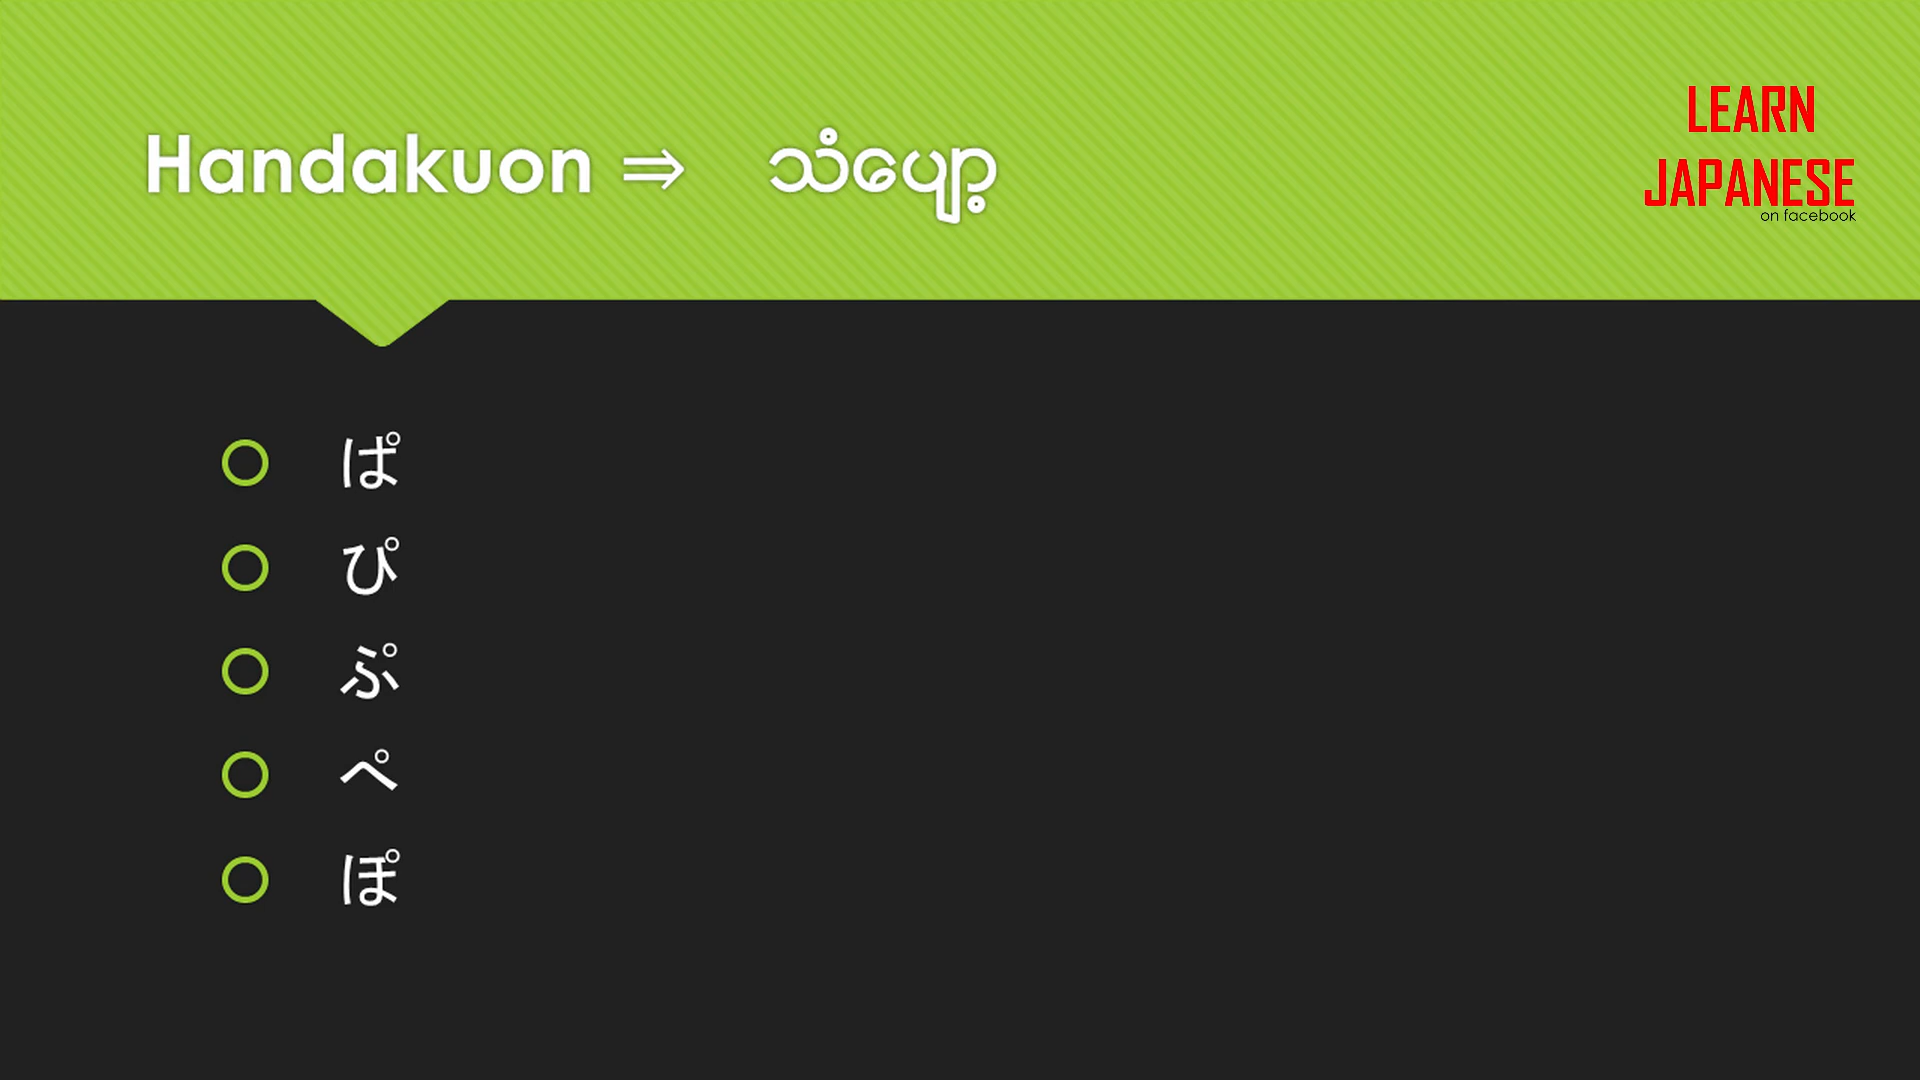 Handakuon ⇒ သံပျော့
LEARN
JAPANESE
on facebook
ぱ
ぴ
ぷ
ぺ
ぽ